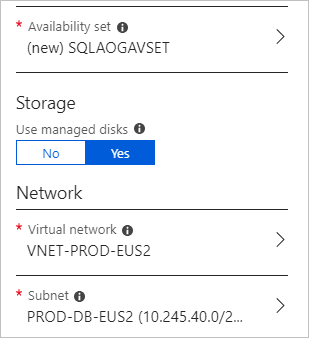 * Availability set
(new) SQLAOGAVSET
Storage
Use managed disks
No Yes
Network
* Virtual network
VNET-PROD-EUS2
* Subnet
PROD-DB-EUS2 (10.245.40.0/2...